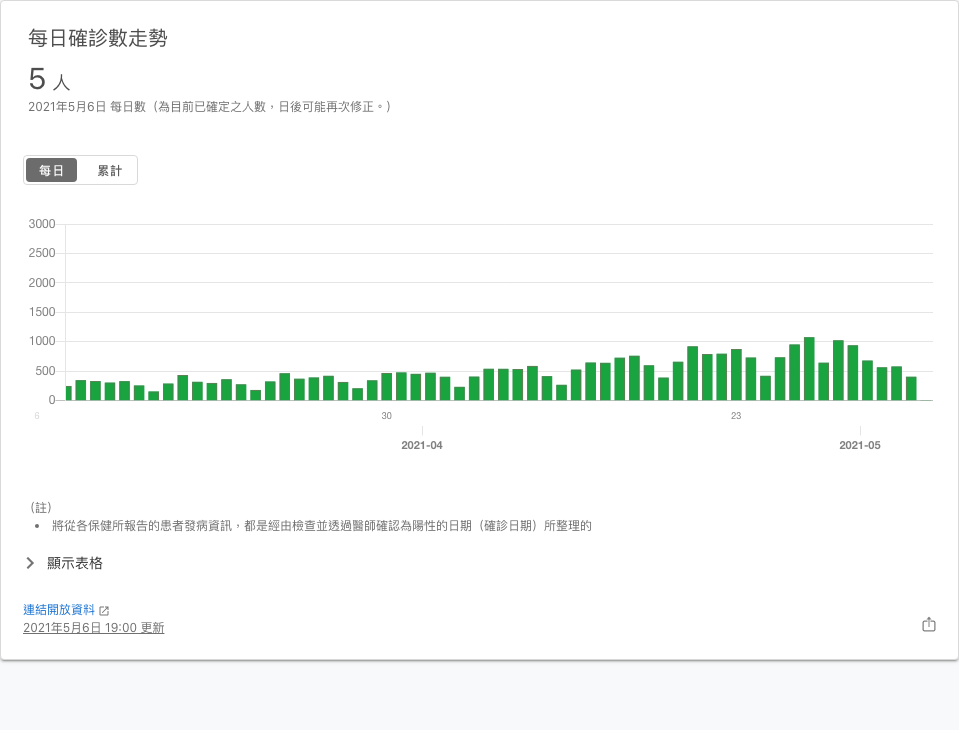 每日確診數走勢
5 人
2021年5月6日 每日數（為目前已確定之人數，日後可能再次修正。）
每日 累計
3000
2500
2000
1500
1000
500
0
6 30 23
2021-04 2021-05
（註）
• 將從各保健所報告的患者發病資訊，都是經由檢查並透過醫師確認為陽性的日期（確診日期）所整理的
顯示表格
連結開放資料
2021年5月6日 19:00 更新